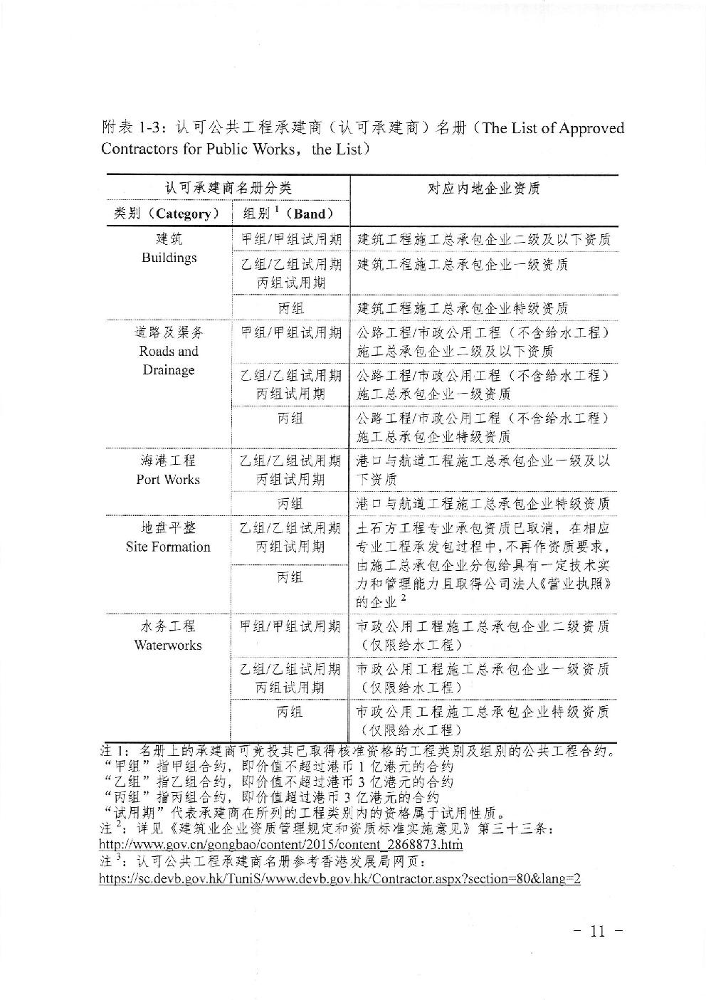 附表 1-3：认可公共工程承建商（认可承建商）名册（The List of Approved
Contractors for Public Works，the List）
认可承建商名册分类
对应内地企业资质
类别（Category）
组别 1（Band）
建筑
Buildings
甲组/甲组试用期
建筑工程施工总承包企业二级及以下资质
乙组/乙组试用期
丙组试用期
建筑工程施工总承包企业一级资质
丙组
建筑工程施工总承包企业特级资质
道路及渠务
Roads and
Drainage
甲组/甲组试用期
公路工程/市政公用工程（不含给水工程）
施工总承包企业二级及以下资质
乙组/乙组试用期
丙组试用期
公路工程/市政公用工程（不含给水工程）
施工总承包企业一级资质
丙组
公路工程/市政公用工程（不含给水工程）
施工总承包企业特级资质
海港工程
Port Works
乙组/乙组试用期
丙组试用期
港口与航道工程施工总承包企业一级及以
下资质
丙组
港口与航道工程施工总承包企业特级资质
地盘平整
Site Formation
乙组/乙组试用期
丙组试用期
丙组
土石方工程专业承包资质已取消，在相应
专业工程承发包过程中，不再作资质要求，
由施工总承包企业分包给具有一定技术实
力和管理能力且取得公司法人《营业执照》
的企业 2
水务工程
Waterworks
甲组/甲组试用期
市政公用工程施工总承包企业二级资质
（仅限给水工程）
乙组/乙组试用期
丙组试用期
市政公用工程施工总承包企业一级资质
（仅限给水工程）
丙组
市政公用工程施工总承包企业特级资质
（仅限给水工程）
注 1：名册上的承建商可竞投其已取得核准资格的工程类别及组别的公共工程合约。
“甲组”指甲组合约，即价值不超过港币 1 亿港元的合约
“乙组”指乙组合约，即价值不超过港币 3 亿港元的合约
“丙组”指丙组合约，即价值超过港币 3 亿港元的合约
“试用期”代表承建商在所列的工程类别内的资格属于试用性质。
注 2：详见《建筑业企业资质管理规定和资质标准实施意见》第三十三条：
http://www.gov.cn/gongbao/content/2015/content_2868873.htm
注 3：认可公共工程承建商名册参考香港发展局网页：
https://sc.devb.gov.hk/TuniS/www.devb.gov.hk/Contractor.aspx?section=80&lang=2
- 11 -